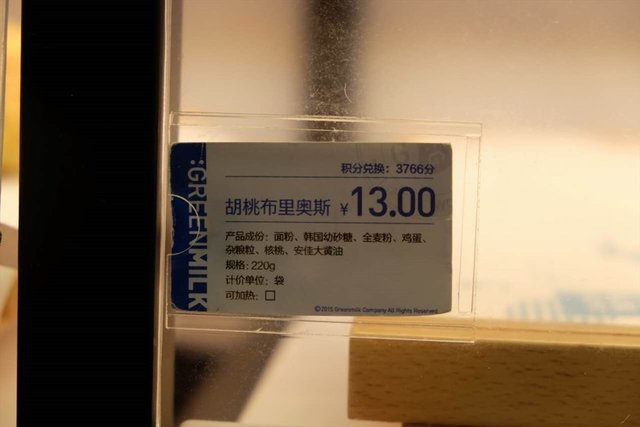 :GREENMILK
积分兑换：3766分
胡桃布里奥斯 ¥13.00
产品成份：面粉、韩国幼砂糖、全麦粉、鸡蛋、
杂粮粒、核桃、安佳大黄油
规格：220g
计价单位：袋
可加热：□
©2015 Greenmilk Company All Rights Reserved